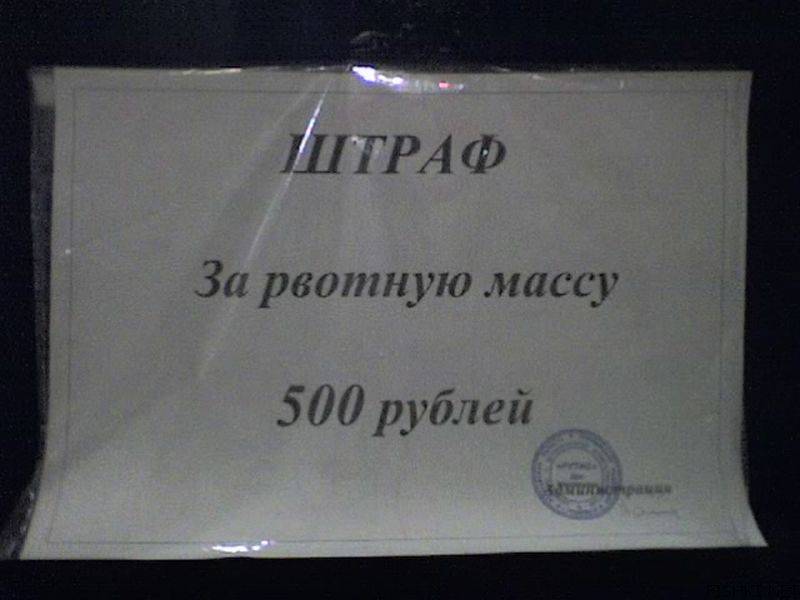 ШТРАФ
За рвотную массу
500 рублей
администрация